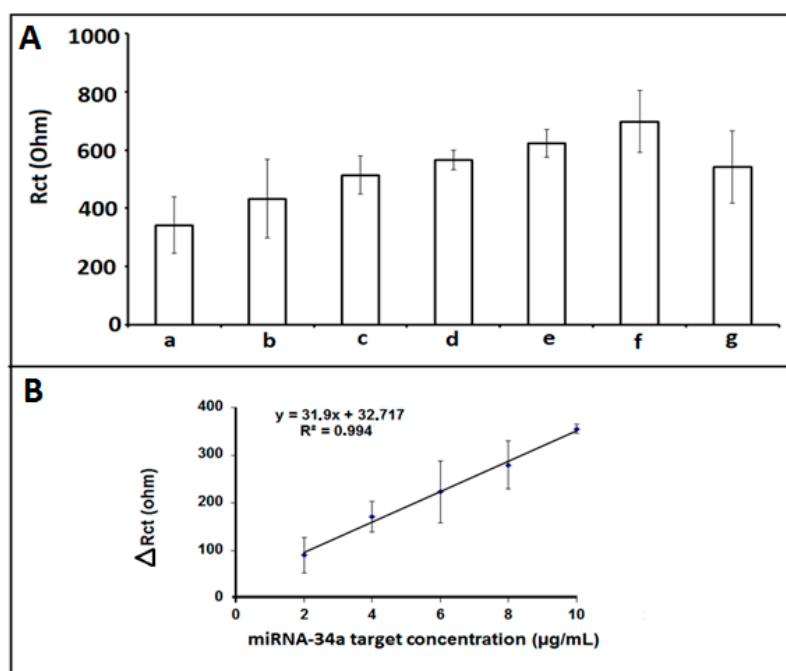 A
1000
800
600
400
200
0
Rct (Ohm)
a b c d e f g
B
y = 31.9x + 32.717
R² = 0.994
400
300
200
100
0
ΔRct (ohm)
0 2 4 6 8 10
miRNA-34a target concentration (µg/mL)